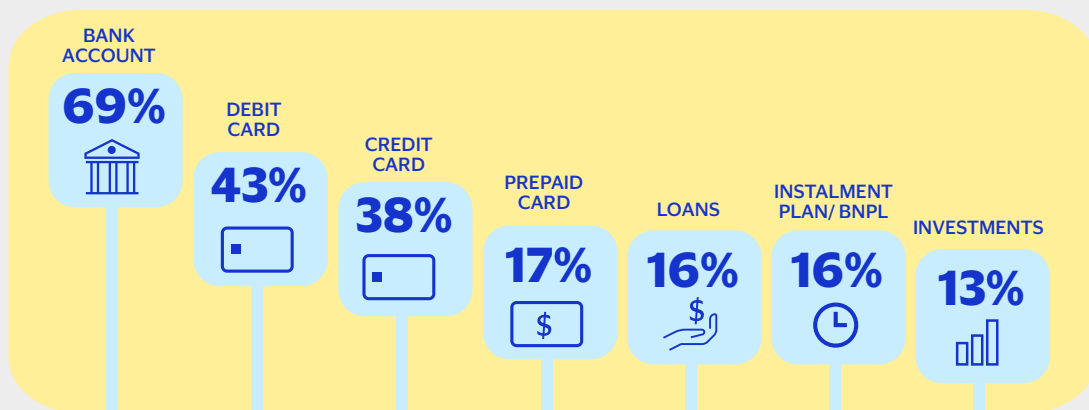 BANK
ACCOUNT
69%
DEBIT
CARD
43%
CREDIT
CARD
38%
PREPAID
CARD
17%
$
LOANS
16%
$
INSTALMENT
PLAN/ BNPL
16%
INVESTMENTS
13%